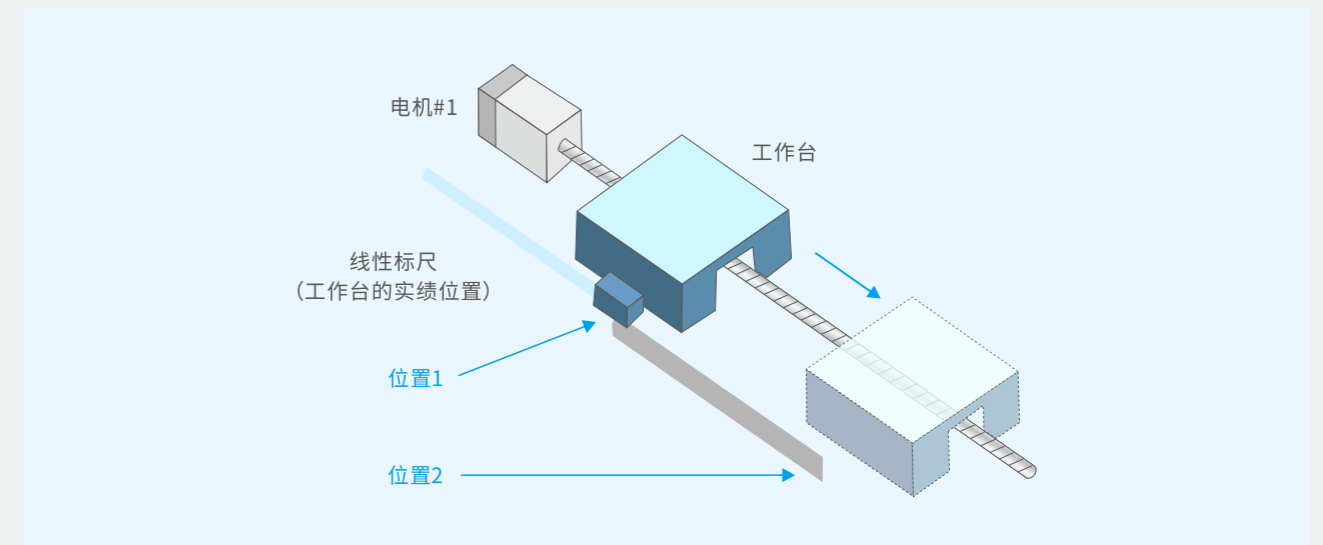 电机#1
工作台
线性标尺
（工作台的实绩位置）
位置1
位置2